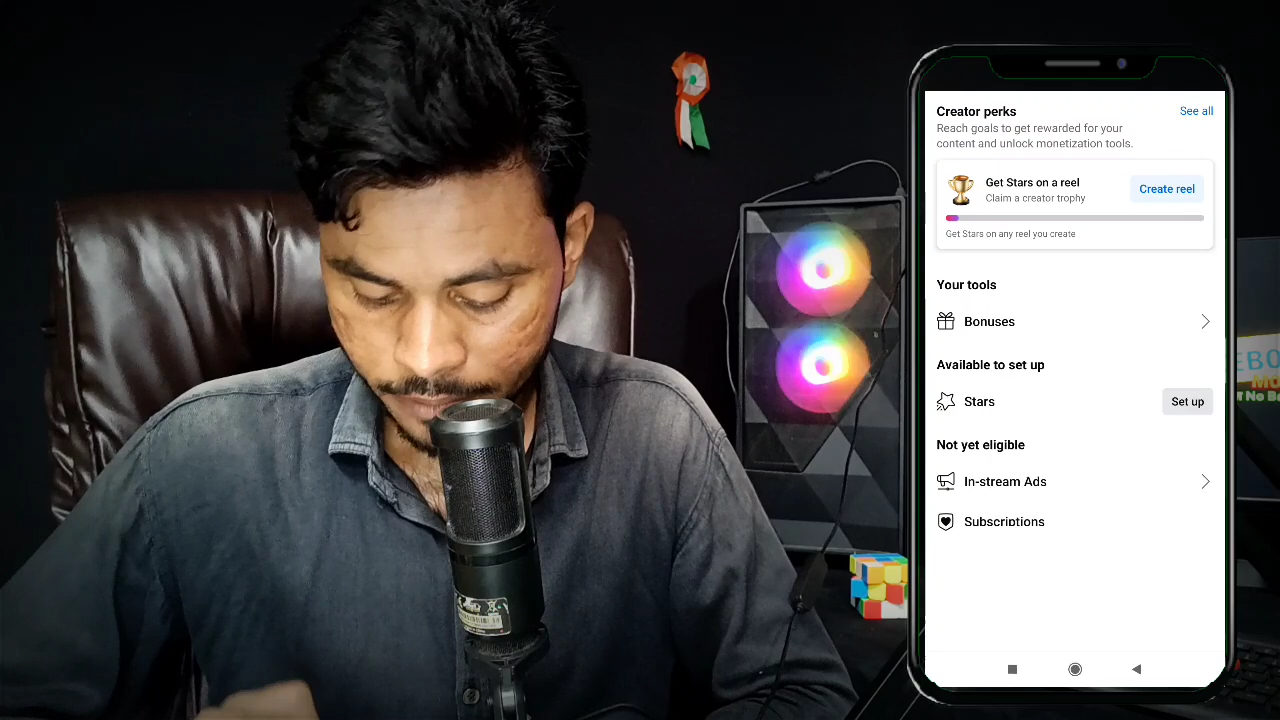 Creator perks
See all
Reach goals to get rewarded for your
content and unlock monetization tools.
Get Stars on a reel
Claim a creator trophy
Create reel
Get Stars on any reel you create
Your tools
Bonuses
Available to set up
Stars
Set up
Not yet eligible
In-stream Ads
Subscriptions